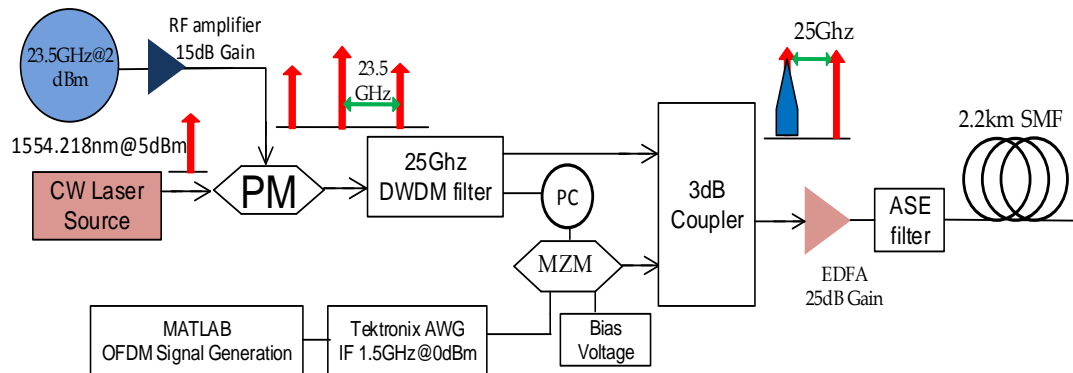 23.5GHz@2
dBm
RF amplifier
15dB Gain
23.5
GHz
25Ghz
2.2km SMF
1554.218nm@5dBm
CW Laser
Source
PM
25Ghz
DWDM filter
PC
MZM
3dB
Coupler
EDFA
25dB Gain
ASE
filter
MATLAB
OFDM Signal Generation
Tektronix AWG
IF 1.5GHz@0dBm
Bias
Voltage